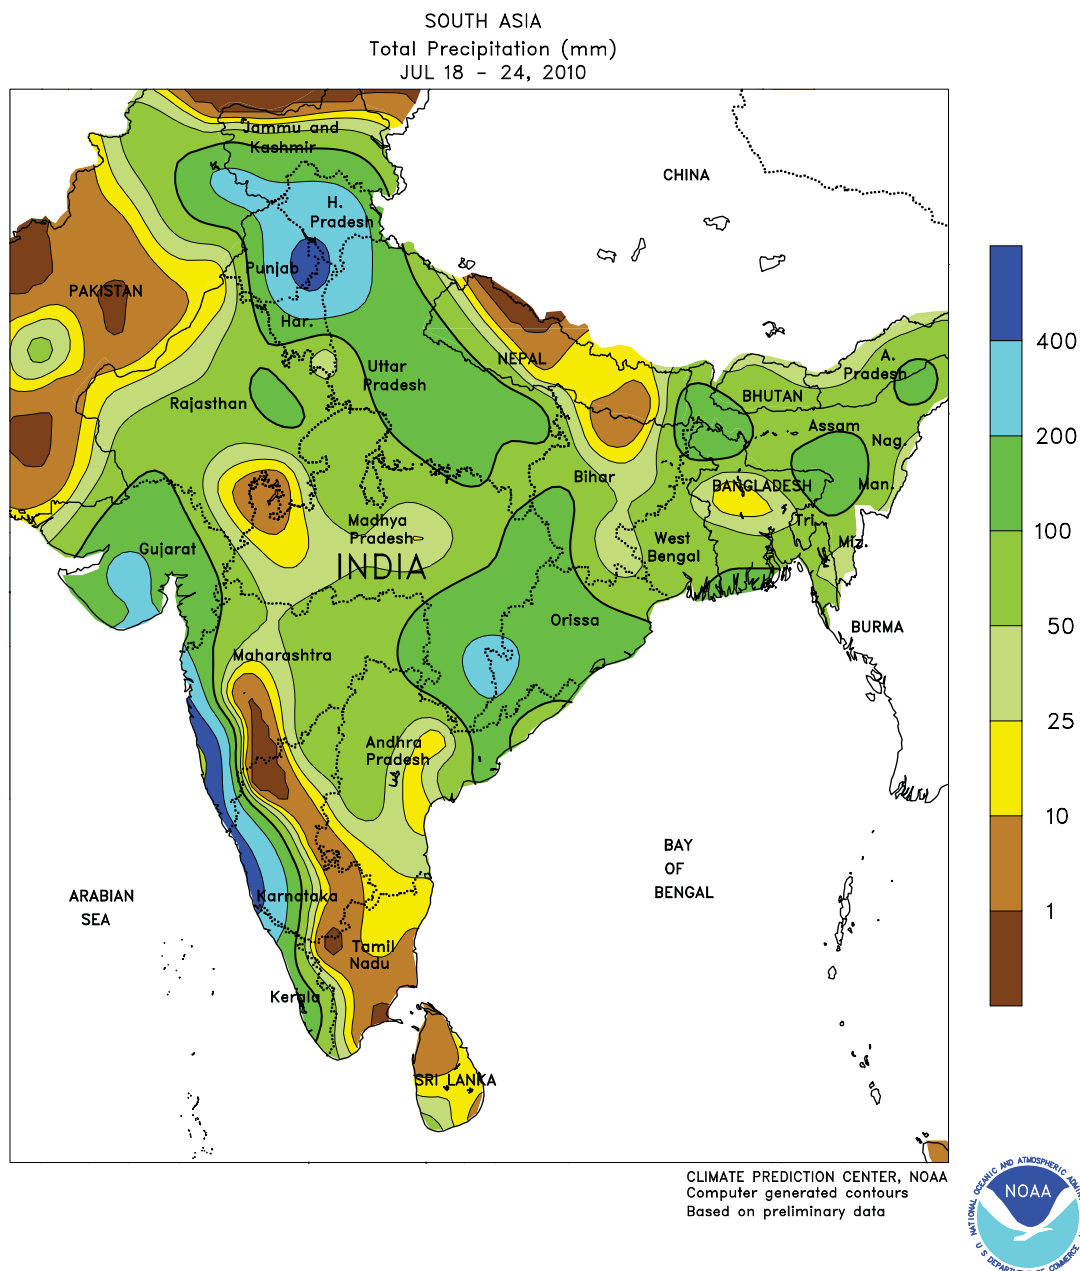 SOUTH ASIA
Total Precipitation (mm)
JUL 18 - 24, 2010
Jammu and
Kashmir
CHINA
H.
Pradesh
Punjab
PAKISTAN
Har.
NEPAL
Uttar
Pradesh
A.
Pradesh
BHUTAN
Rajasthan
Assam
Nag.
Bihar
BANGLADESH
Man.
Madhya
Pradesh
Tri.
West
Bengal
Miz.
Gujarat
INDIA
Orissa
BURMA
Maharashtra
Andhra
Pradesh
BAY
OF
BENGAL
ARABIAN
SEA
Karnataka
Tamil
Nadu
Kerala
SRI LANKA
400
200
100
50
25
10
1
CLIMATE PREDICTION CENTER, NOAA
Computer generated contours
Based on preliminary data
NOAA
NATIONAL OCEANIC AND ATMOSPHERIC